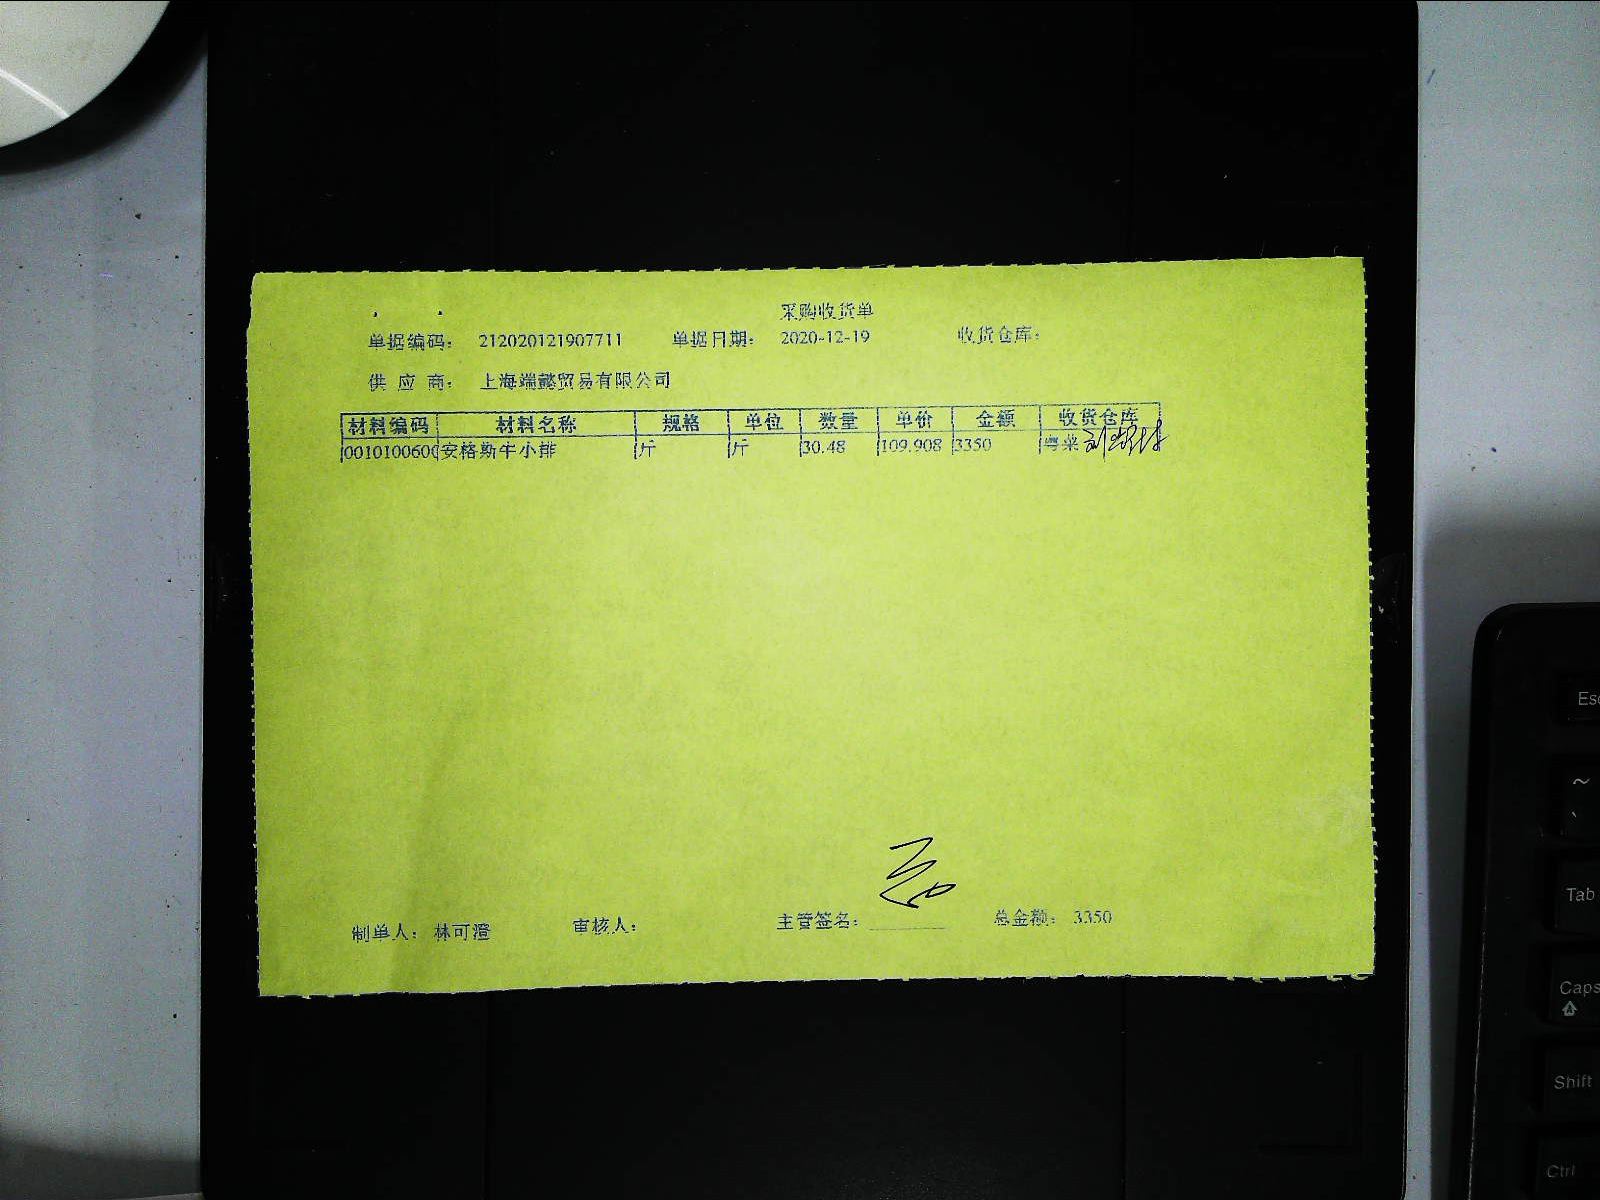 采购收货单
单据编码： 212020121907711 单据日期： 2020-12-19 收货仓库：
供 应 商： 上海端懿贸易有限公司
材料编码 材料名称 规格 单位 数量 单价 金额 收货仓库
001010060 安格斯牛小排 斤 斤 30.48 109.908 3350 粤菜
制单人： 林可澄 审核人： 主管签名： 总金额： 3350
Esc
~
Tab
Caps
Shift
Ctrl